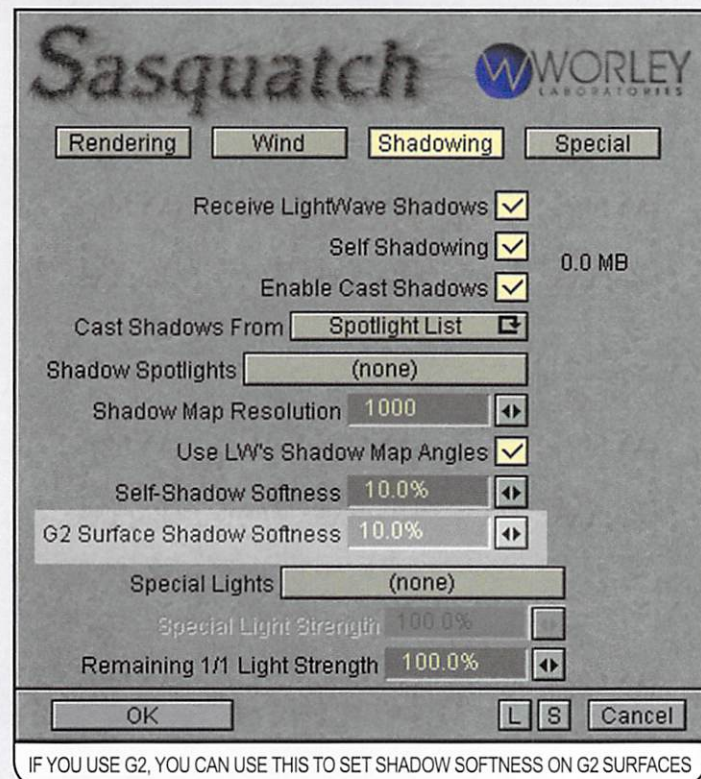 Sasquatch
WORLEY
LABORATORIES
Rendering Wind Shadowing Special
Receive LightWave Shadows
Self Shadowing
0.0 MB
Enable Cast Shadows
Cast Shadows From Spotlight List
Shadow Spotlights (none)
Shadow Map Resolution 1000
Use LW's Shadow Map Angles
Self-Shadow Softness 10.0%
G2 Surface Shadow Softness 10.0%
Special Lights (none)
Special Light Strength 100.0%
Remaining 1/1 Light Strength 100.0%
OK L S Cancel
IF YOU USE G2, YOU CAN USE THIS TO SET SHADOW SOFTNESS ON G2 SURFACES